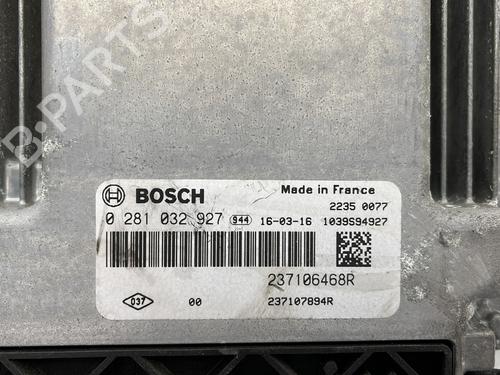 B-PARTS
BOSCH
Made in France
2235 0077
0 281 032 927 944 16-03-16 1039S94927
237106468R
037 00 237107894R